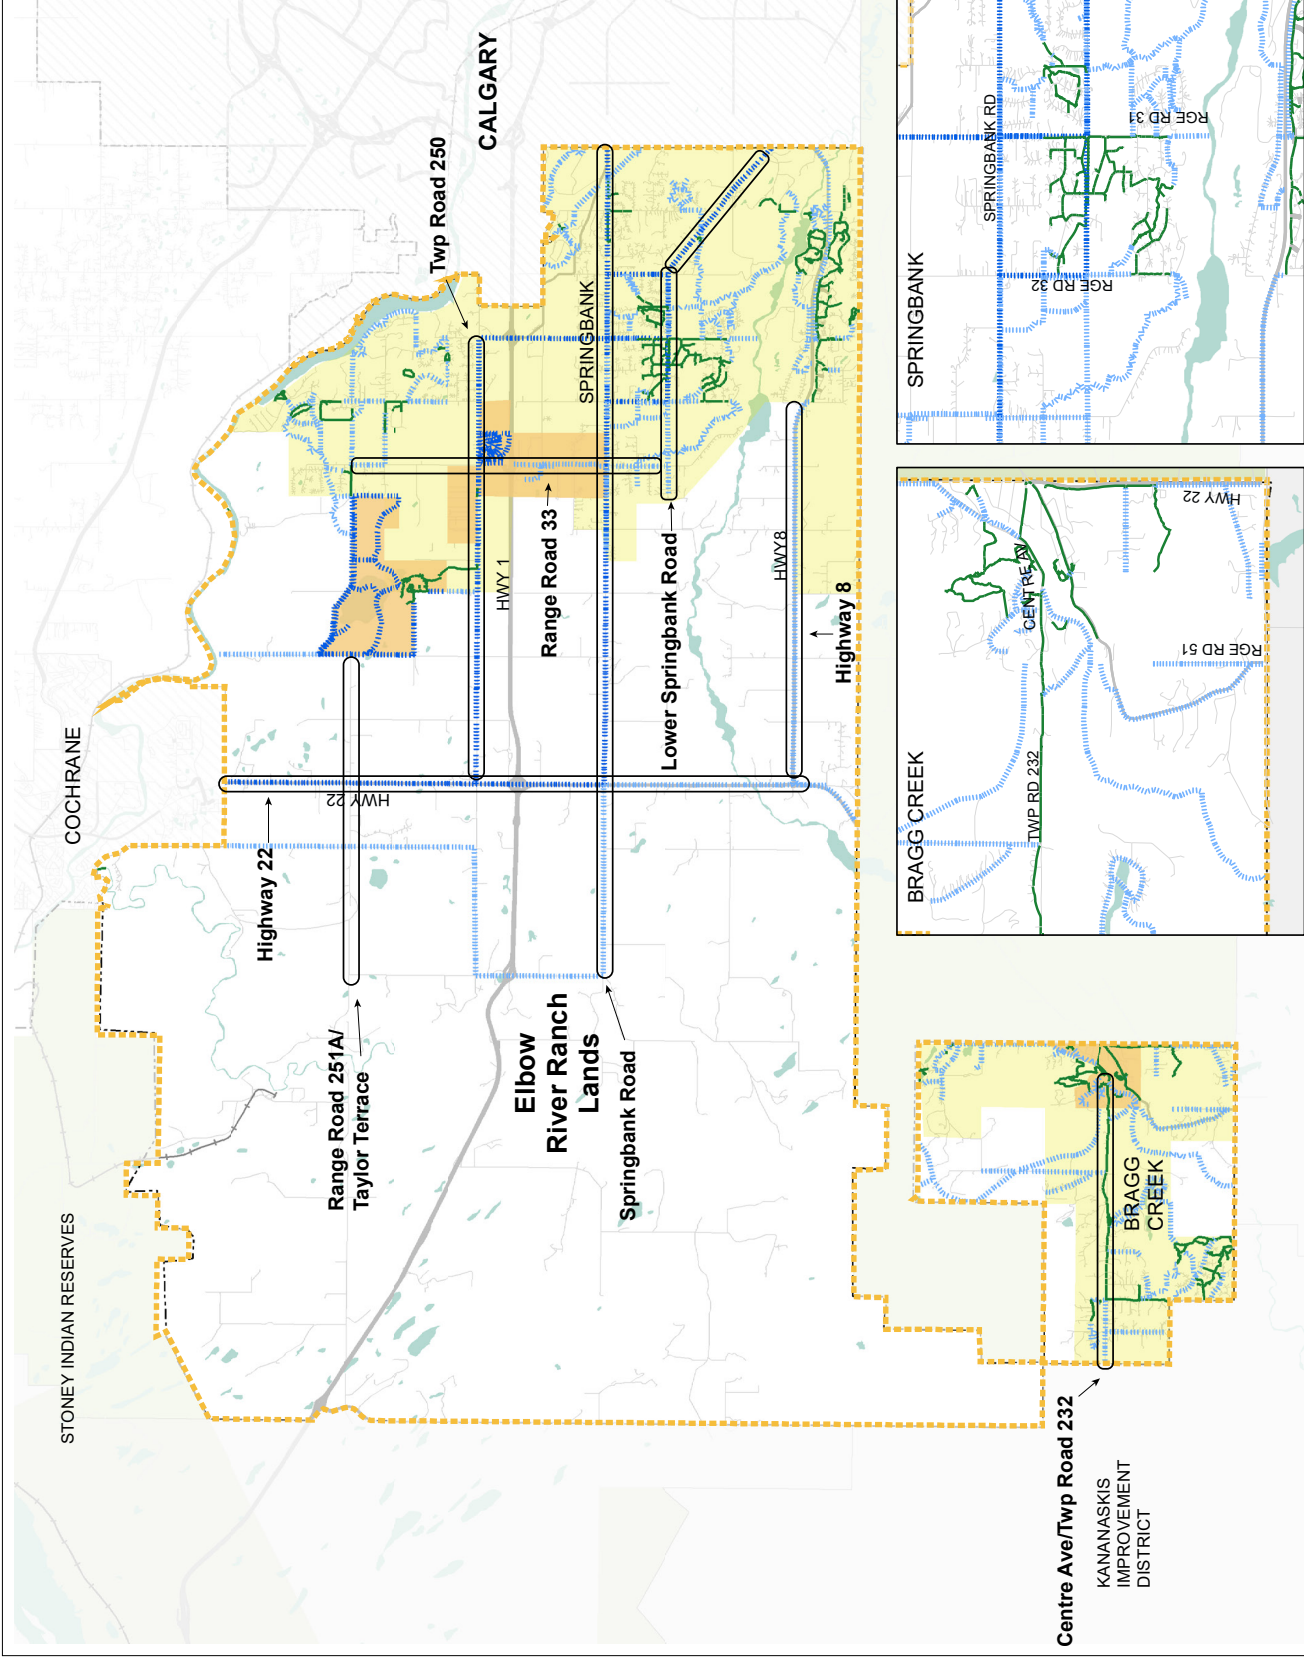 STONEY INDIAN RESERVES
COCHRANE
CALGARY
Twp Road 250
Highway 22
HWY 22
Range Road 251A/
Taylor Terrace
HWY 1
Range Road 33
SPRINGBANK
Elbow
River Ranch
Lands
Springbank Road
Lower Springbank Road
HWY8
Highway 8
BRAGG
CREEK
Centre Ave/Twp Road 232
KANANASKIS
IMPROVEMENT
DISTRICT
BRAGG CREEK
TWP RD 232
CENTRE AV
HWY 22
RGE RD 51
SPRINGBANK
SPRINGBANK RD
RGE RD 32
RGE RD 31